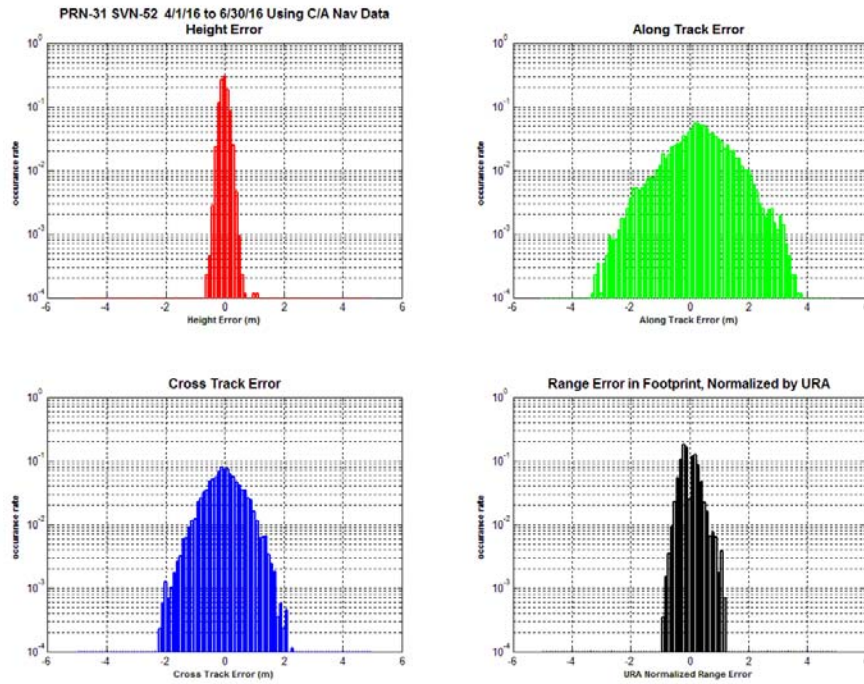 PRN-31 SVN-52 4/1/16 to 6/30/16 Using C/A Nav Data
Height Error
10^0
10^-1
10^-2
10^-3
10^-4
occurance rate
-6 -4 -2 0 2 4 6
Height Error (m)
Along Track Error
10^0
10^-1
10^-2
10^-3
10^-4
occurance rate
-6 -4 -2 0 2 4 6
Along Track Error (m)
Cross Track Error
10^0
10^-1
10^-2
10^-3
10^-4
occurance rate
-6 -4 -2 0 2 4 6
Cross Track Error (m)
Range Error in Footprint, Normalized by URA
10^0
10^-1
10^-2
10^-3
10^-4
occurance rate
-6 -4 -2 0 2 4 6
URA Normalized Range Error